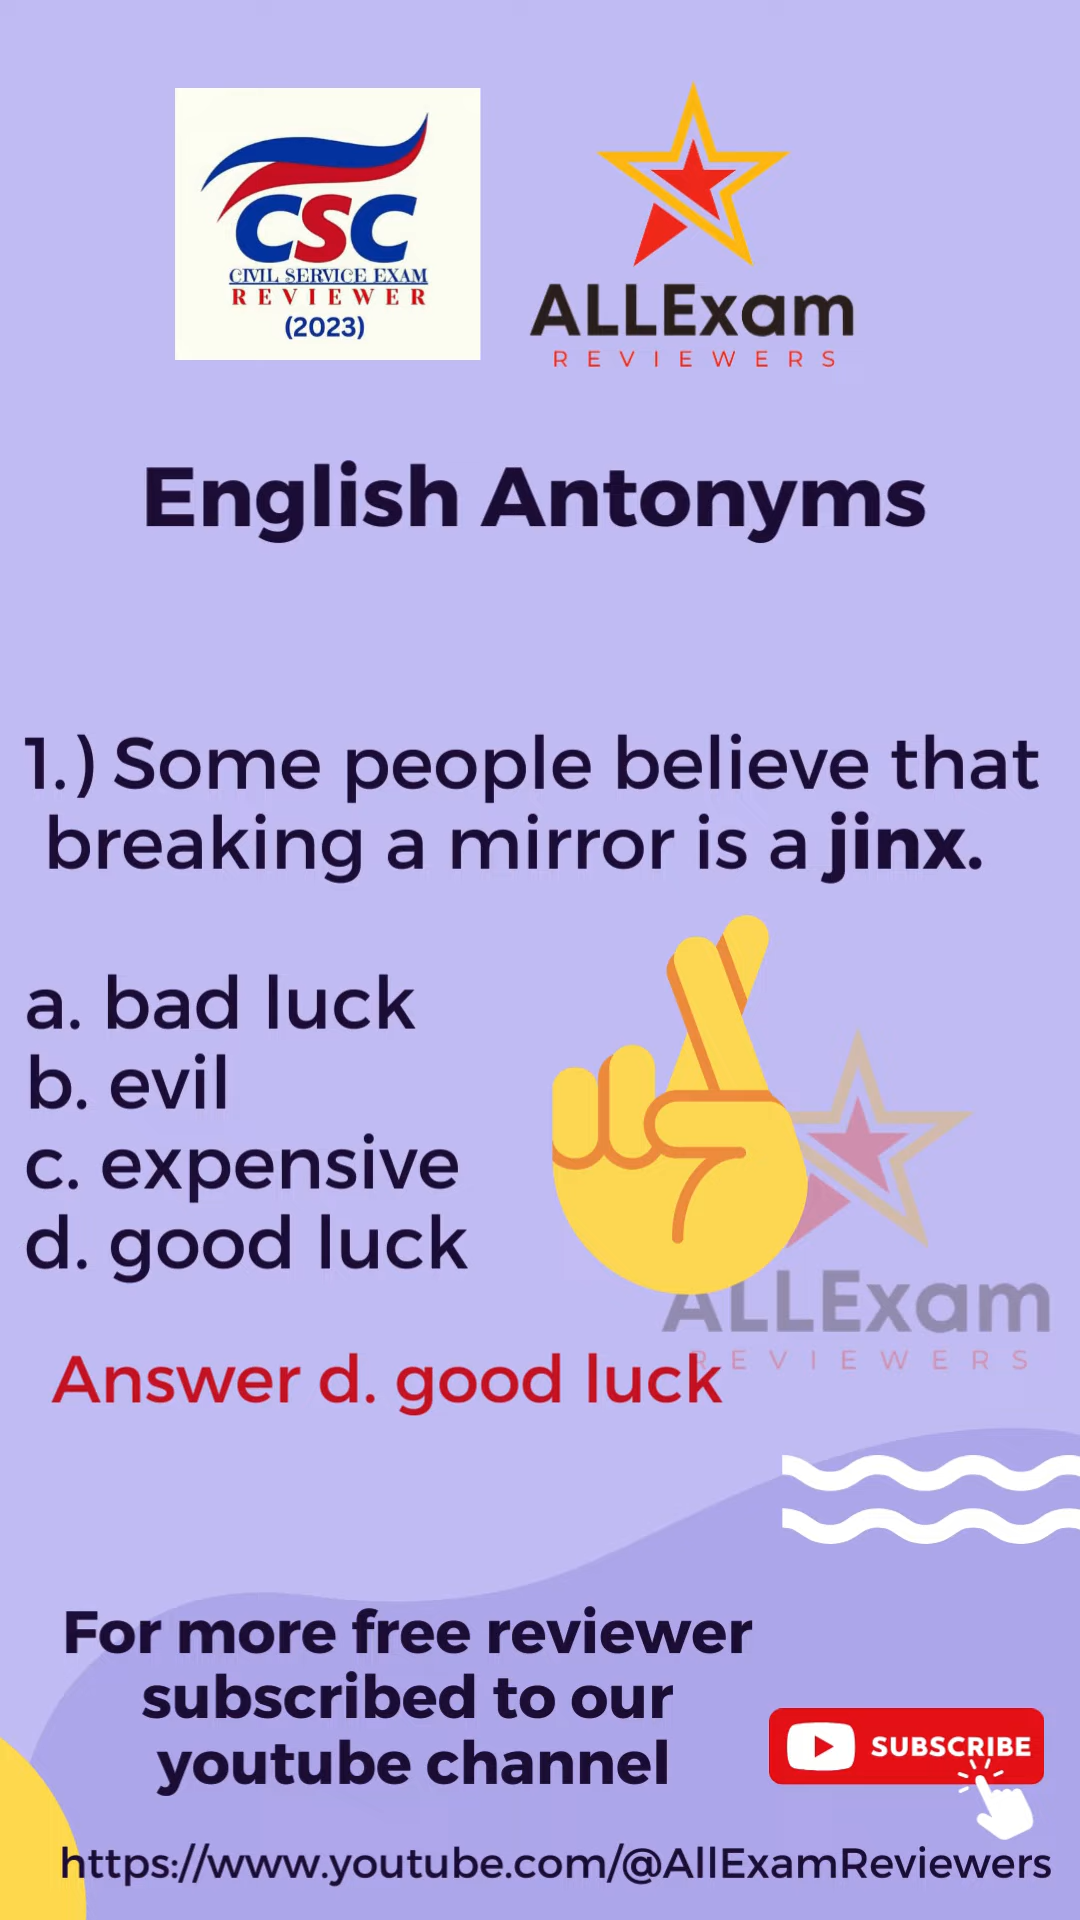 CSC
CIVIL SERVICE EXAM
REVIEWER
(2023)
ALLExam
REVIEWERS
English Antonyms
1.) Some people believe that
breaking a mirror is a jinx.
a. bad luck
b. evil
c. expensive
d. good luck
ALLExam
REVIEWERS
Answer d. good luck
For more free reviewer
subscribed to our
youtube channel
SUBSCRIBE
https://www.youtube.com/@AllExamReviewers